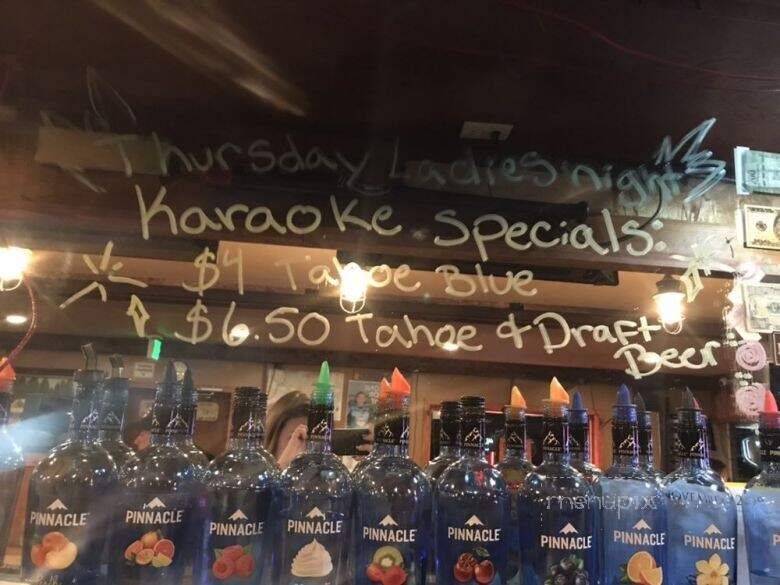 Thursday Ladies night
Karaoke Specials:
$4 Tahoe Blue
$6.50 Tahoe & Draft
Beer
PINNACLE
PINNACLE
PINNACLE
PINNACLE
PINNACLE
PINNACLE
PINNACLE
PINNACLE
PINNACLE
menupix